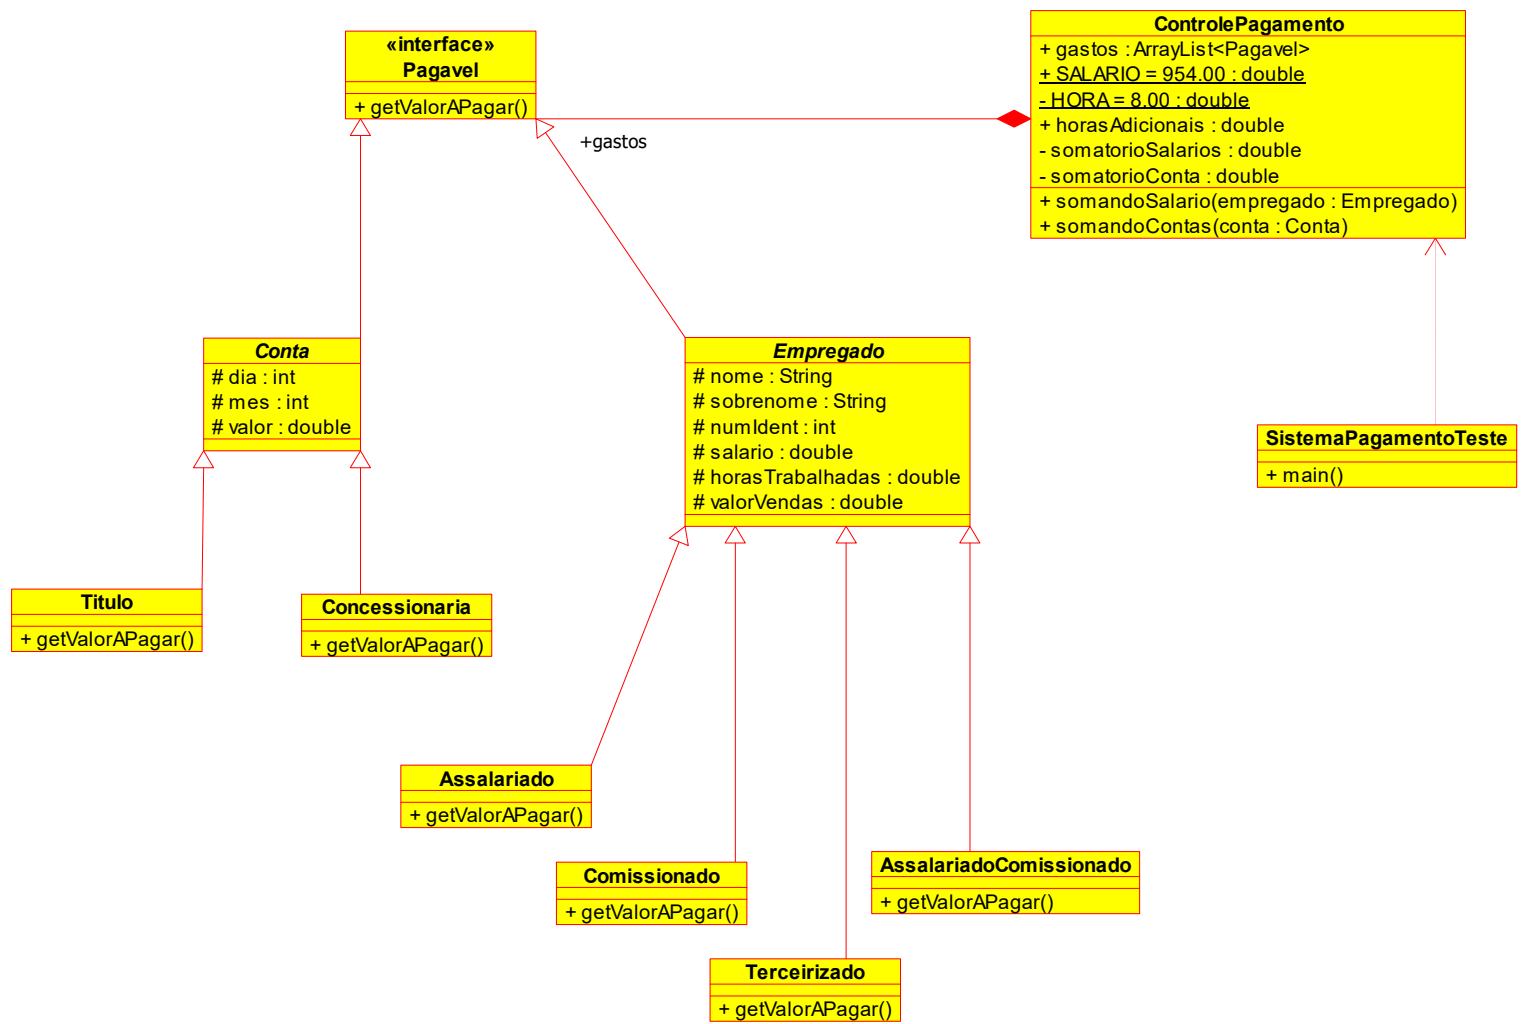 «interface»
Pagavel
+ getValorAPagar()
+gastos
ControlePagamento
+ gastos : ArrayList<Pagavel>
+ SALARIO = 954.00 : double
- HORA = 8.00 : double
+ horasAdicionais : double
- somatorioSalarios : double
- somatorioConta : double
+ somandoSalario(empregado : Empregado)
+ somandoContas(conta : Conta)
Conta
# dia : int
# mes : int
# valor : double
Empregado
# nome : String
# sobrenome : String
# numIdent : int
# salario : double
# horasTrabalhadas : double
# valorVendas : double
SistemaPagamentoTeste
+ main()
Titulo
+ getValorAPagar()
Concessionaria
+ getValorAPagar()
Assalariado
+ getValorAPagar()
Comissionado
+ getValorAPagar()
AssalariadoComissionado
+ getValorAPagar()
Terceirizado
+ getValorAPagar()